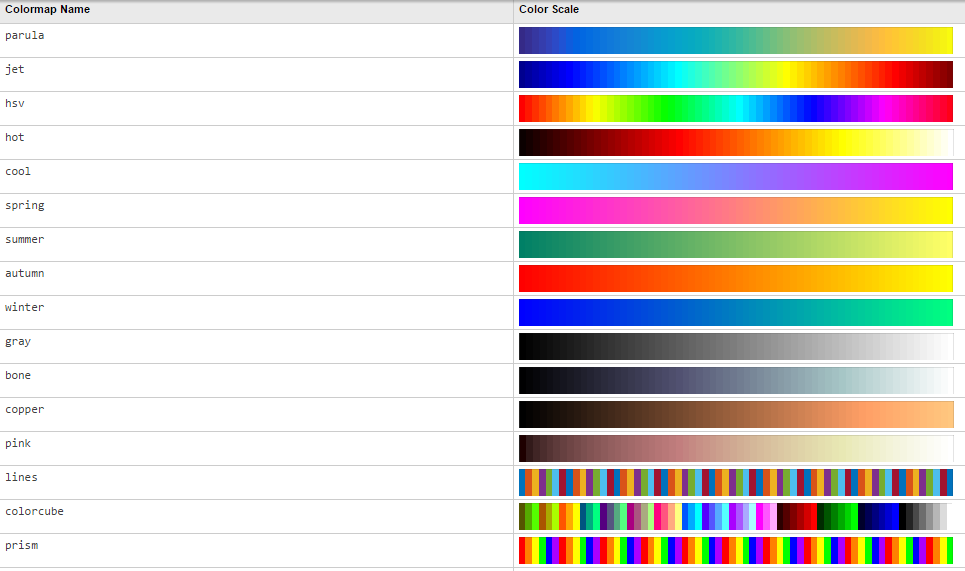 Colormap Name Color Scale
parula
jet
hsv
hot
cool
spring
summer
autumn
winter
gray
bone
copper
pink
lines
colorcube
prism